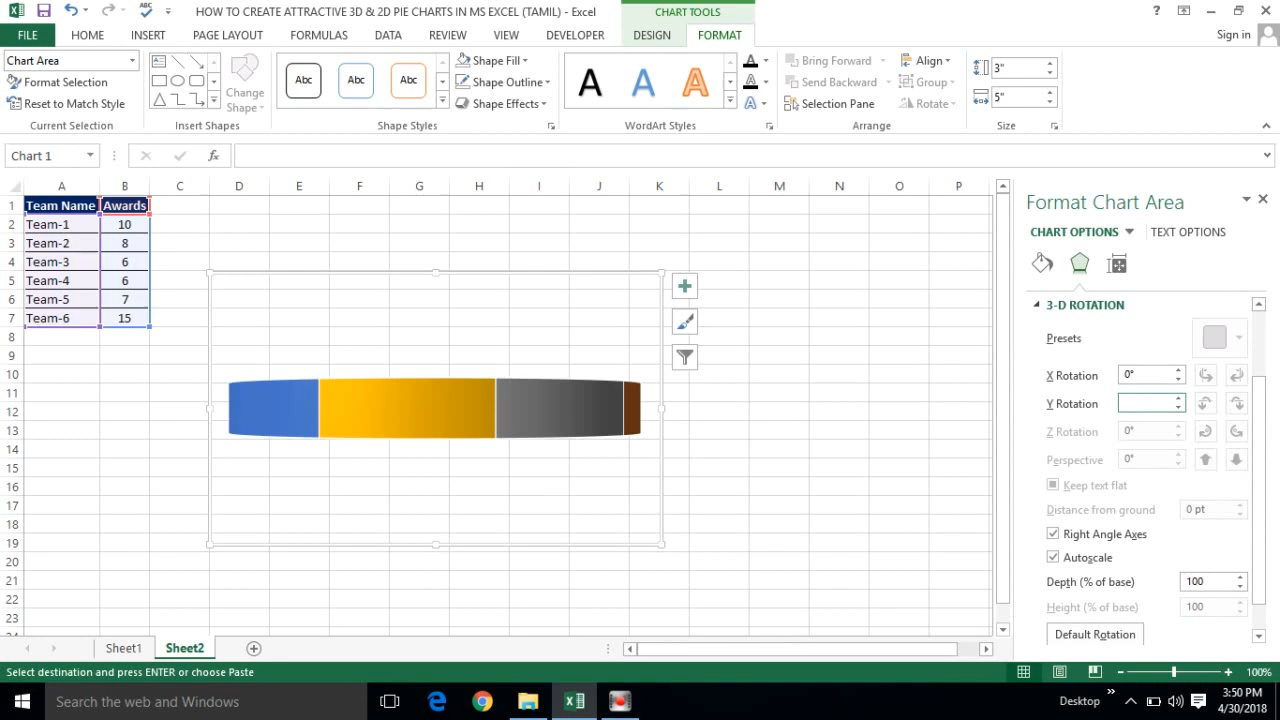 HOW TO CREATE ATTRACTIVE 3D & 2D PIE CHARTS IN MS EXCEL (TAMIL) - Excel
CHART TOOLS
?
FILE HOME INSERT PAGE LAYOUT FORMULAS DATA REVIEW VIEW DEVELOPER DESIGN FORMAT Sign in
Chart Area
Format Selection
Reset to Match Style
Current Selection
Change Shape
Insert Shapes
Abc Abc Abc
Shape Fill
Shape Outline
Shape Effects
Shape Styles
A A A
WordArt Styles
Bring Forward
Send Backward
Selection Pane
Align
Group
Rotate
Arrange
3"
5"
Size
Chart 1
fx
A B C D E F G H I J K L M N O P
1 Team Name Awards
2 Team-1 10
3 Team-2 8
4 Team-3 6
5 Team-4 6
6 Team-5 7
7 Team-6 15
8
9
10
11
12
13
14
15
16
17
18
19
20
21
22
23
Format Chart Area
CHART OPTIONS TEXT OPTIONS
3-D ROTATION
Presets
X Rotation 0°
Y Rotation
Z Rotation 0°
Perspective 0°
Keep text flat
Distance from ground 0 pt
Right Angle Axes
Autoscale
Depth (% of base) 100
Height (% of base) 100
Default Rotation
Sheet1 Sheet2
Select destination and press ENTER or choose Paste
100%
Search the web and Windows
Desktop
3:50 PM
4/30/2018